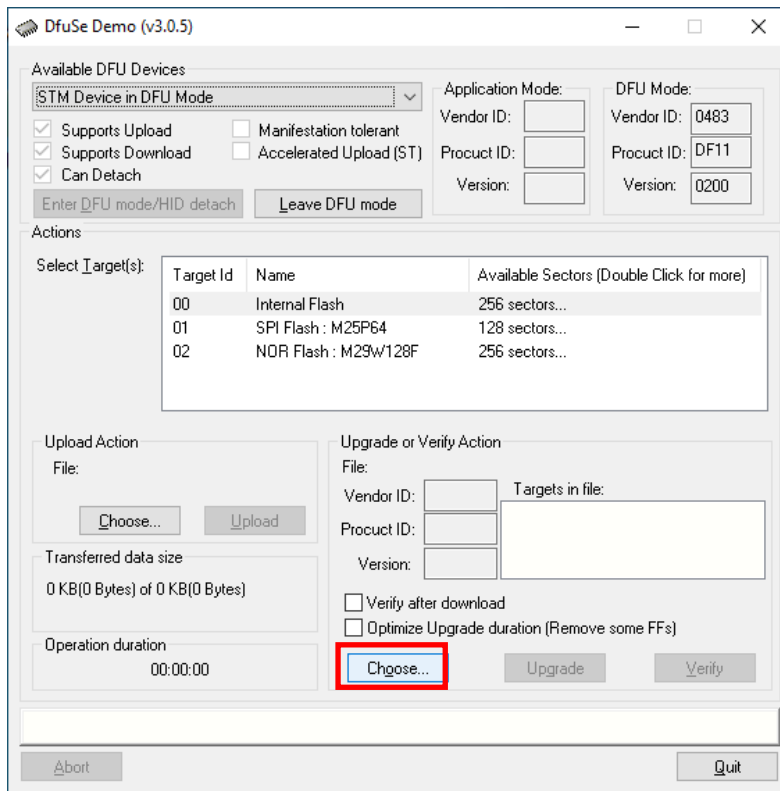 DfuSe Demo (v3.0.5)
Available DFU Devices
STM Device in DFU Mode
Supports Upload
Manifestation tolerant
Supports Download
Accelerated Upload (ST)
Can Detach
Enter DFU mode/HID detach
Leave DFU mode
Application Mode:
Vendor ID:
Procuct ID:
Version:
DFU Mode:
Vendor ID: 0483
Procuct ID: DF11
Version: 0200
Actions
Select Target(s):
Target Id Name Available Sectors (Double Click for more)
00 Internal Flash 256 sectors...
01 SPI Flash : M25P64 128 sectors...
02 NOR Flash : M29W128F 256 sectors...
Upload Action
File:
Choose...
Upload
Transferred data size
0 KB(0 Bytes) of 0 KB(0 Bytes)
Operation duration
00:00:00
Upgrade or Verify Action
File:
Vendor ID:
Procuct ID:
Version:
Targets in file:
Verify after download
Optimize Upgrade duration (Remove some FFs)
Choose...
Upgrade
Verify
Abort
Quit